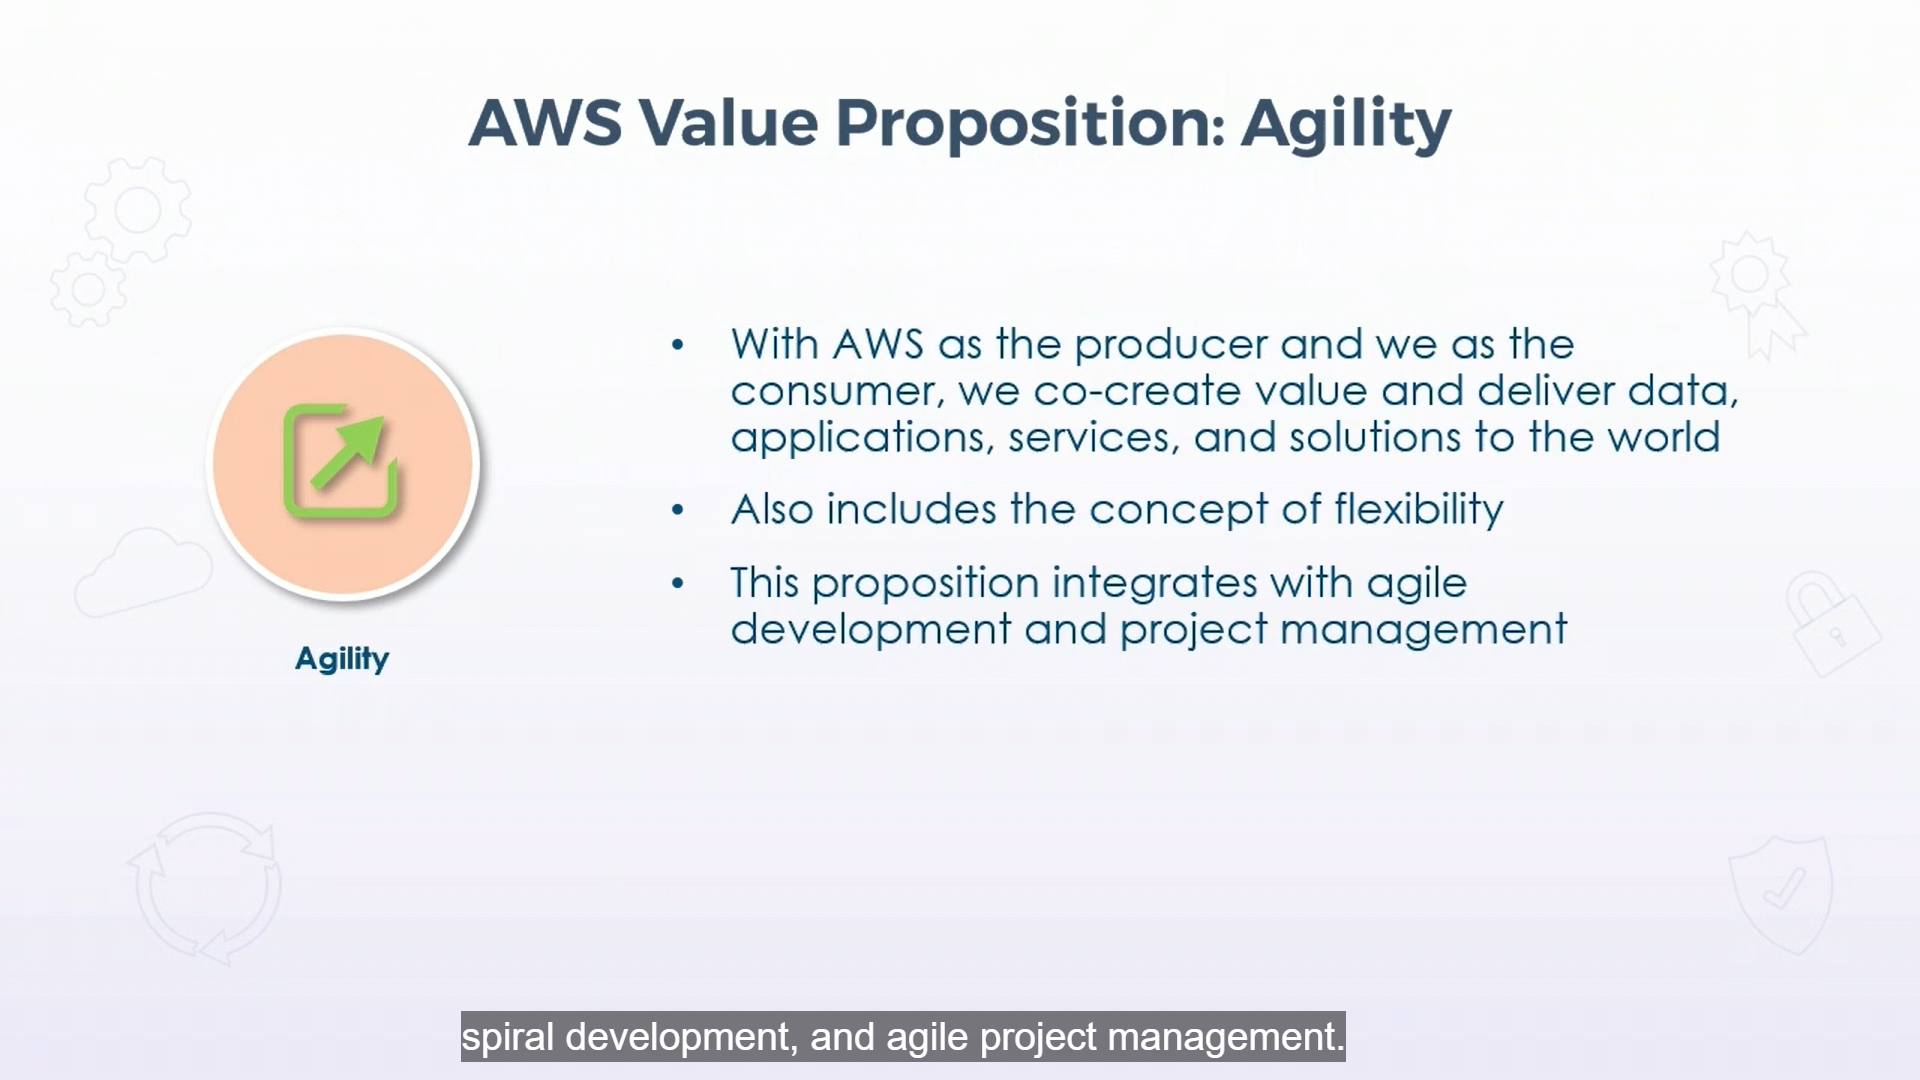 AWS Value Proposition: Agility
• With AWS as the producer and we as the
consumer, we co-create value and deliver data,
applications, services, and solutions to the world
• Also includes the concept of flexibility
• This proposition integrates with agile
development and project management
Agility
spiral development, and agile project management.